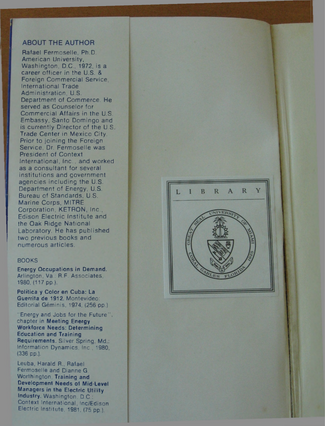 ABOUT THE AUTHOR
Rafael Fermoselle, Ph.D.
American University,
Washington, D.C., 1972, is a
career officer in the U.S. &
Foreign Commercial Service,
International Trade
Administration, U.S.
Department of Commerce. He
served as Counselor for
Commercial Affairs in the U.S.
Embassy, Santo Domingo and
is currently Director of the U.S.
Trade Center in Mexico City.
Prior to joining the Foreign
Service, Dr. Fermoselle was
President of Context
International, Inc., and worked
as a consultant for several
institutions and government
agencies including the U.S.
Department of Energy, U.S.
Bureau of Standards, U.S.
Marine Corps, MITRE
Corporation, KETRON, Inc.,
Edison Electric Institute and
the Oak Ridge National
Laboratory. He has published
two previous books and
numerous articles.
BOOKS
Energy Occupations in Demand.
Arlington, Va.: R.F. Associates,
1980, (117 pp.).
Política y Color en Cuba: La
Guerrita de 1912. Montevideo:
Editorial Géminis, 1974, (256 pp.)
"Energy and Jobs for the Future",
chapter in Meeting Energy
Workforce Needs: Determining
Education and Training
Requirements. Silver Spring, Md.:
Information Dynamics, Inc., 1980,
(336 pp.)
Leuba, Harald R., Rafael
Fermoselle and Dianne G.
Worthington. Training and
Development Needs of Mid-Level
Managers in the Electric Utility
Industry. Washington, D.C.:
Context International, Inc/Edison
Electric Institute, 1981, (75 pp.).
LIBRARY